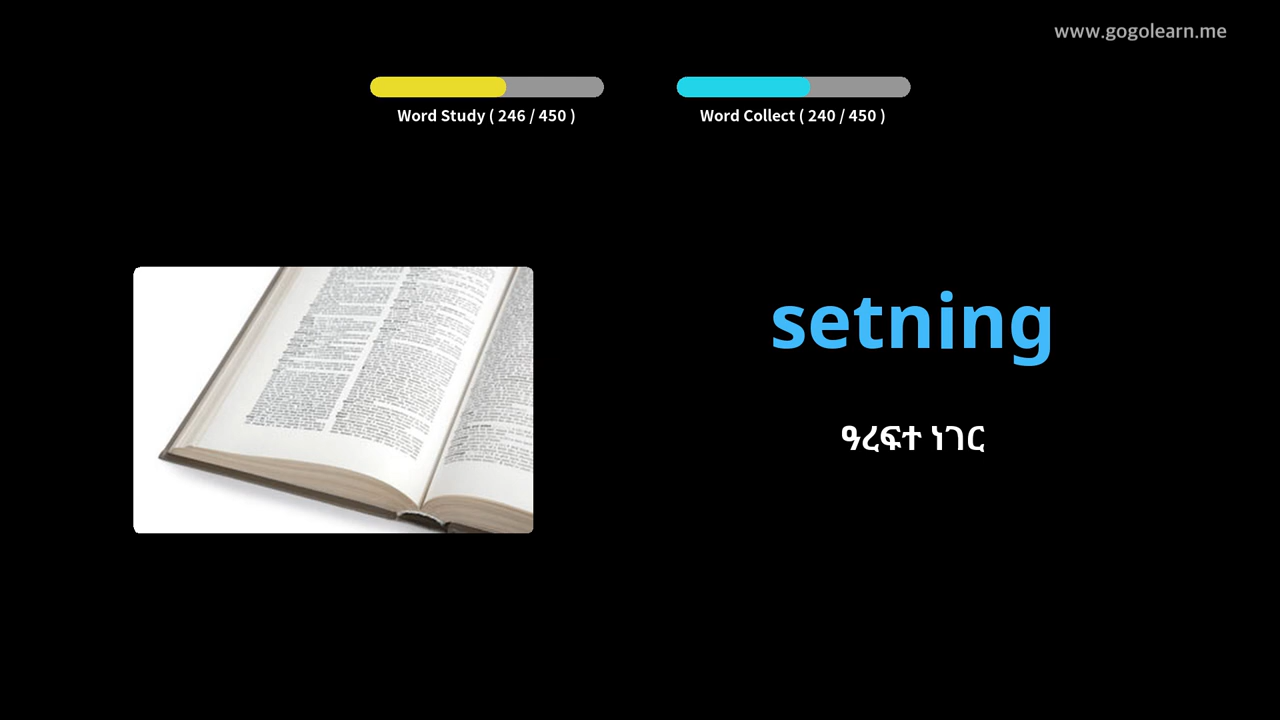 www.gogolearn.me
Word Study ( 246 / 450 )
Word Collect ( 240 / 450 )
setning
ዓረፍተ ነገር